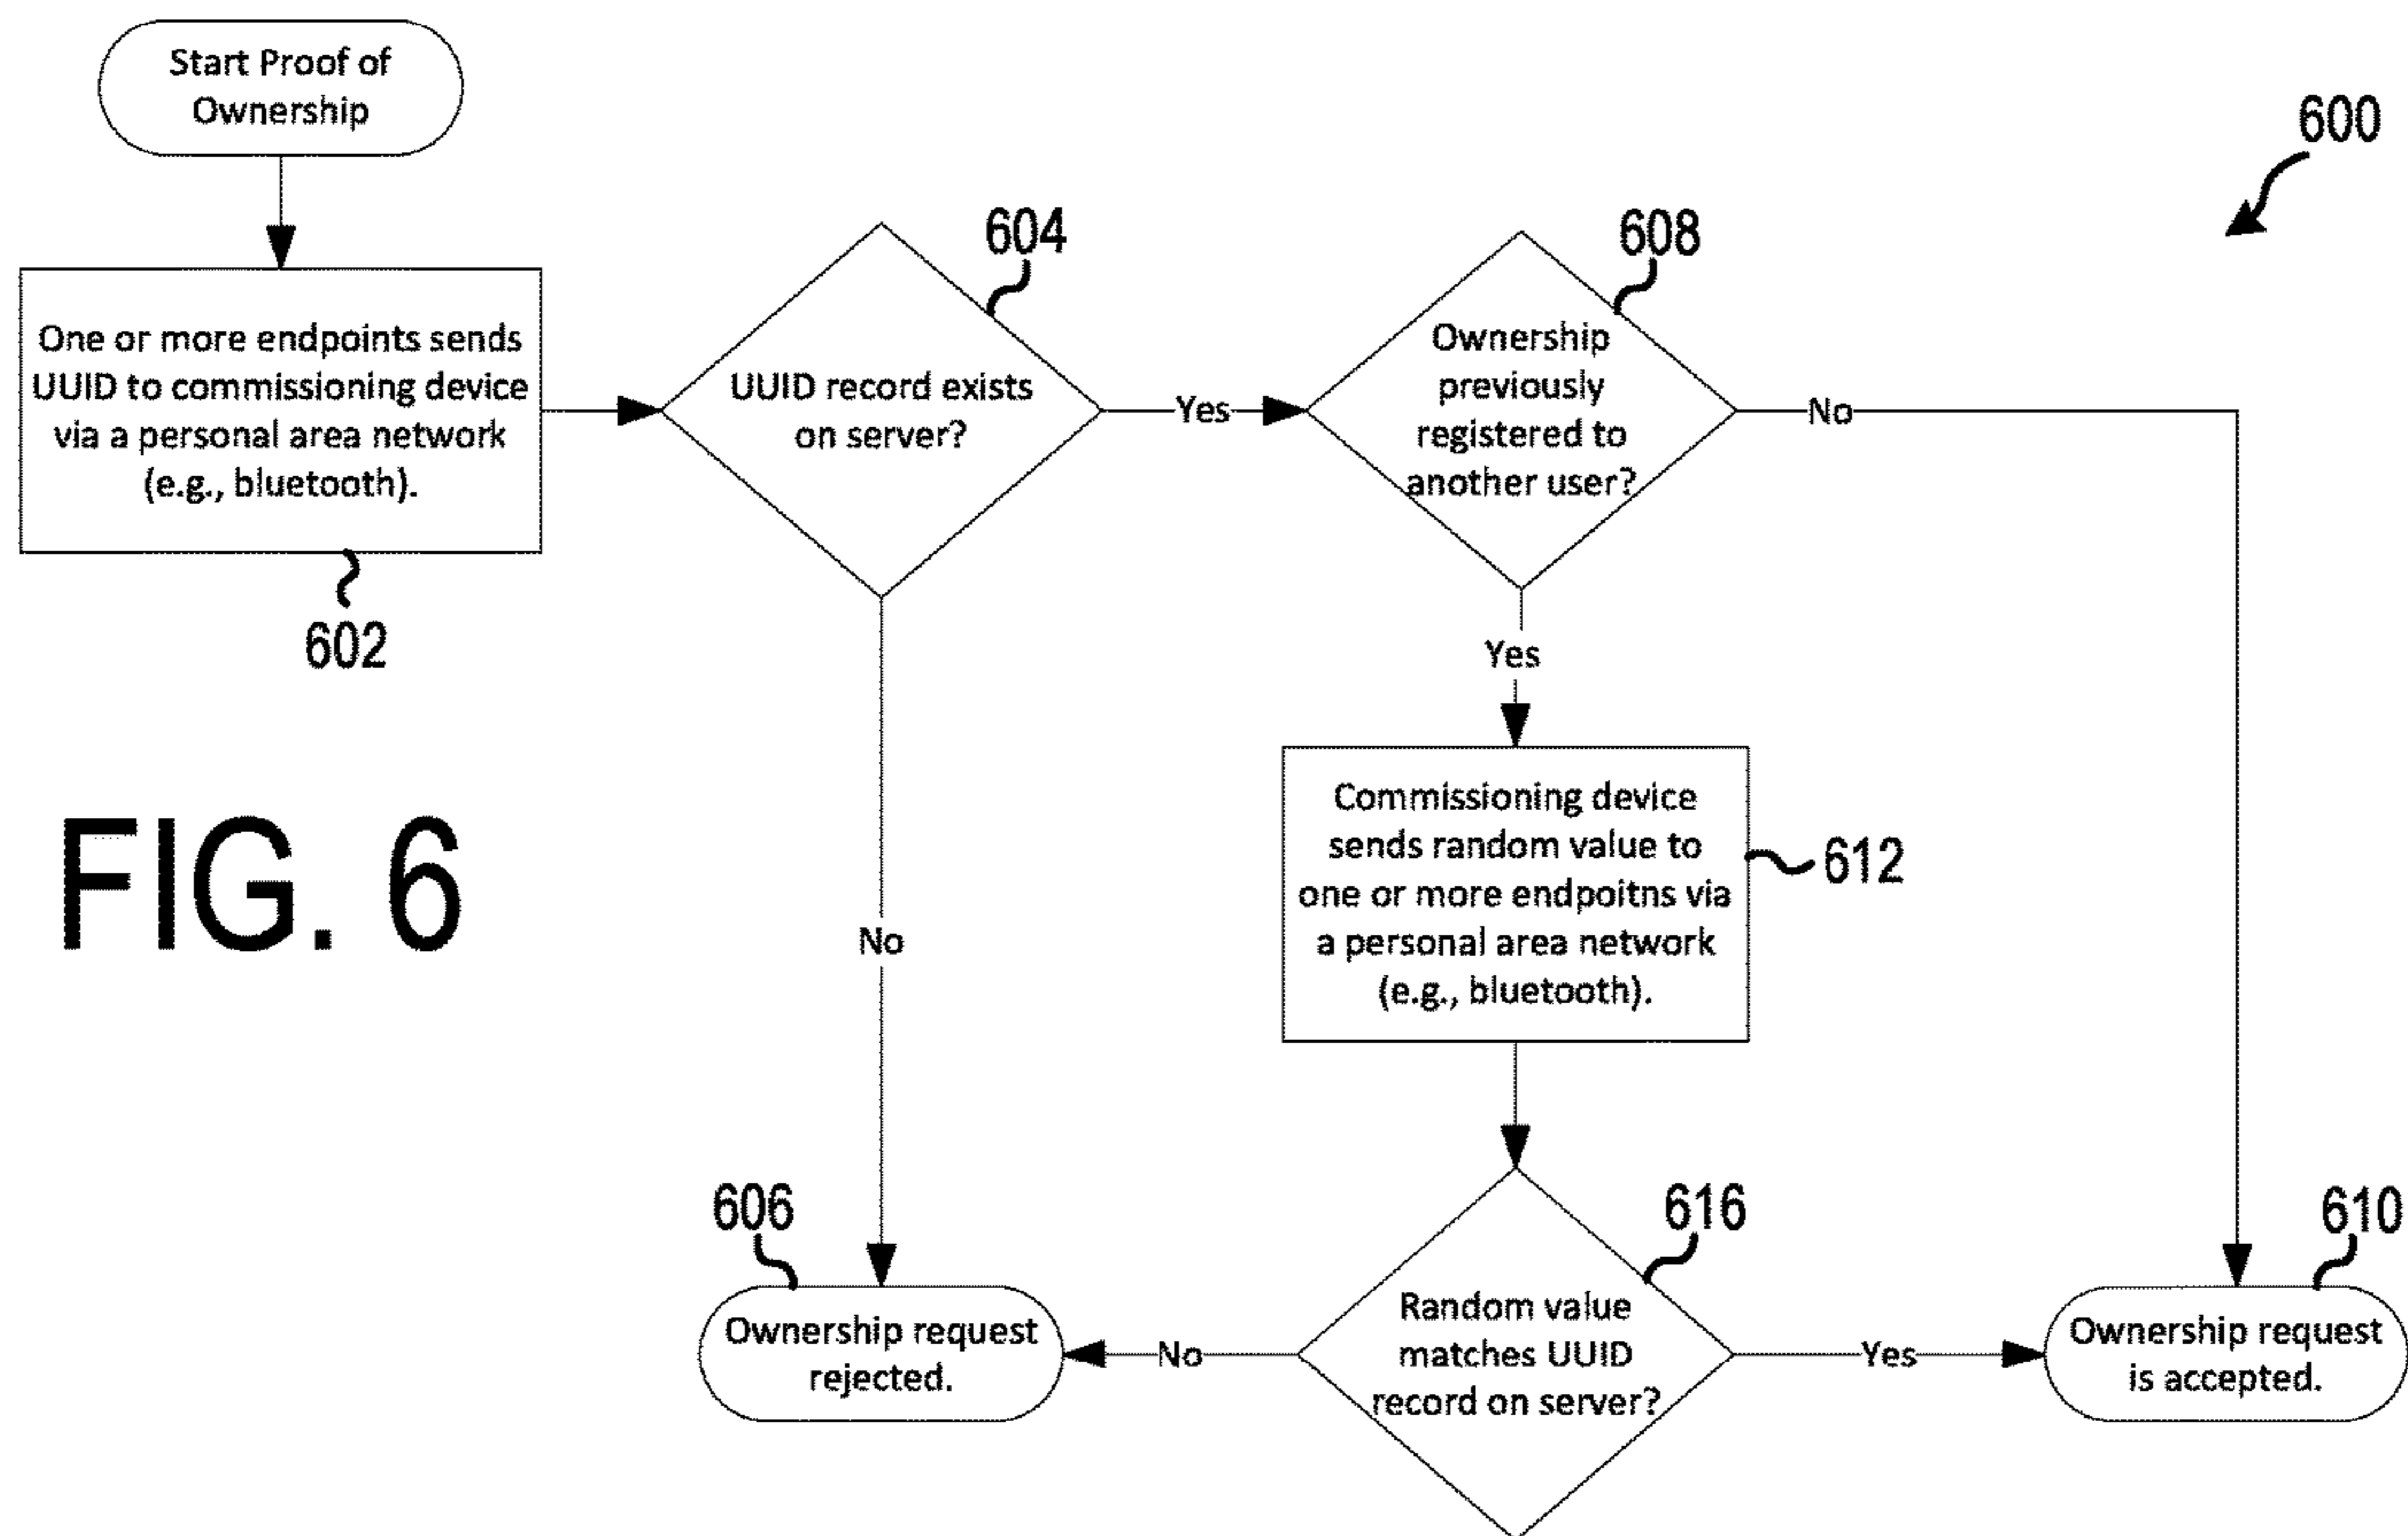 Start Proof of
Ownership
600
One or more endpoints sends
UUID to commissioning device
via a personal area network
(e.g., bluetooth).
602
604
UUID record exists
on server?
Yes
608
Ownership
previously
registered to
another user?
No
Yes
612
Commissioning device
sends random value to
one or more endpoitns via
a personal area network
(e.g., bluetooth).
FIG. 6
No
606
Ownership request
rejected.
No
616
Random value
matches UUID
record on server?
Yes
610
Ownership request
is accepted.